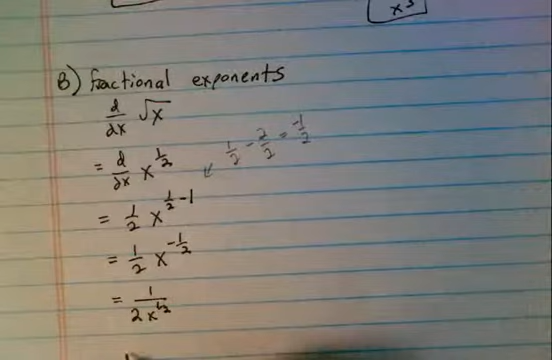 x³
B) fractional exponents
d/dx √x
= d/dx x^(1/2)
1/2 - 2/2 = -1/2
= 1/2 x^(1/2 - 1)
= 1/2 x^(-1/2)
= 1/(2x^(1/2))